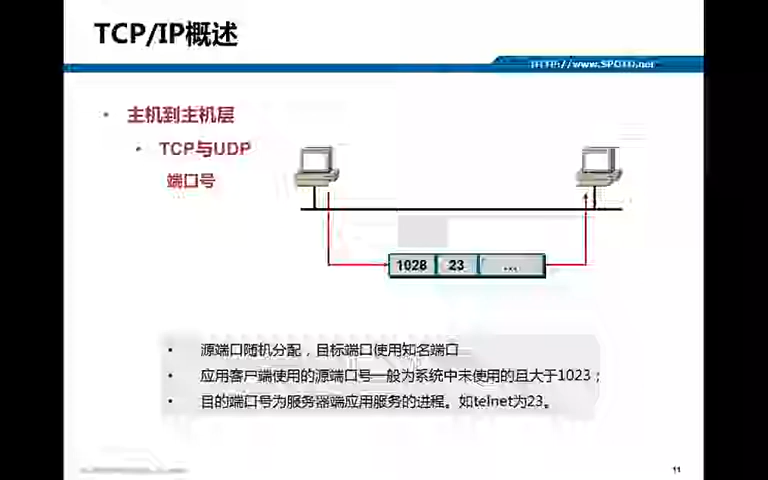 TCP/IP概述
HTTP://www.SPOTO.net
• 主机到主机层
• TCP与UDP
端口号
1028 23 ...
• 源端口随机分配，目标端口使用知名端口
• 应用客户端使用的源端口号一般为系统中未使用的且大于1023；
• 目的端口号为服务器端应用服务的进程。如telnet为23。
11